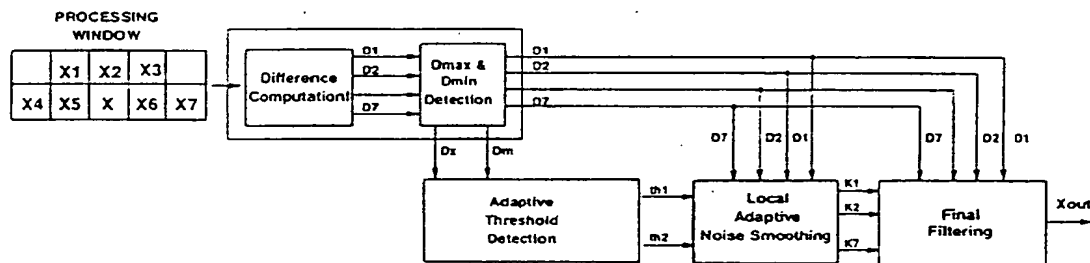 PROCESSING
WINDOW
X1 X2 X3
X4 X5 X X6 X7
Difference
Computation!
D1
D2
D7
Dmax &
Dmin
Detection
D1
D2
D7
Dx
Dm
Adaptive
Threshold
Detection
th1
th2
D7
D2
D1
Local
Adaptive
Noise Smoothing
K1
K2
K7
D7
D2
D1
Final
Filtering
Xout